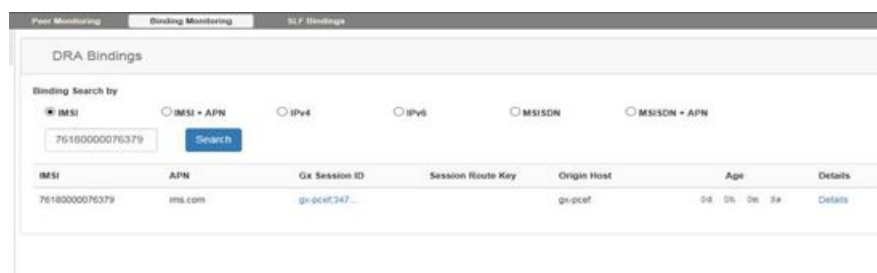 Peer Monitoring Binding Monitoring SLF Bindings
DRA Bindings
Binding Search by
IMSI IMSI + APN IPv4 IPv6 MSISDN MSISDN + APN
76180000076379 Search
IMSI APN Gx Session ID Session Route Key Origin Host Age Details
76180000076379 ims.com gx-pcef;347... gx-pcef 0d 0h 0m 3s Details